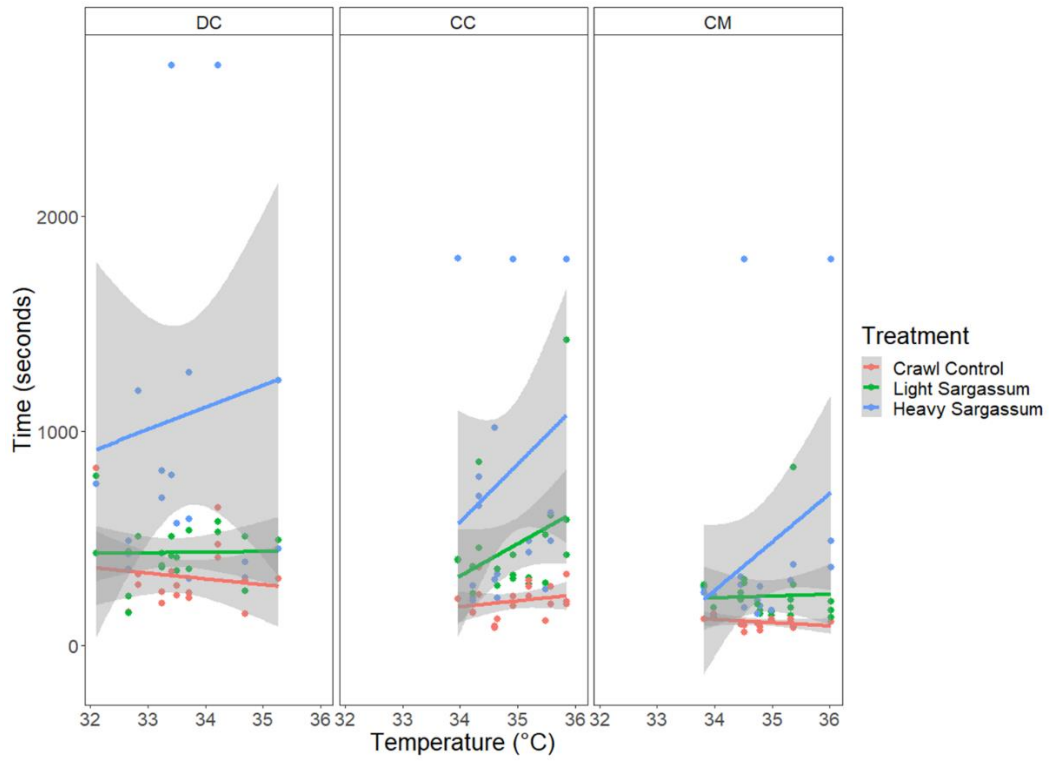 DC CC CM
2000
1000
0
Time (seconds)
32 33 34 35 36 32 33 34 35 36 32 33 34 35 36
Temperature (°C)
Treatment
Crawl Control
Light Sargassum
Heavy Sargassum